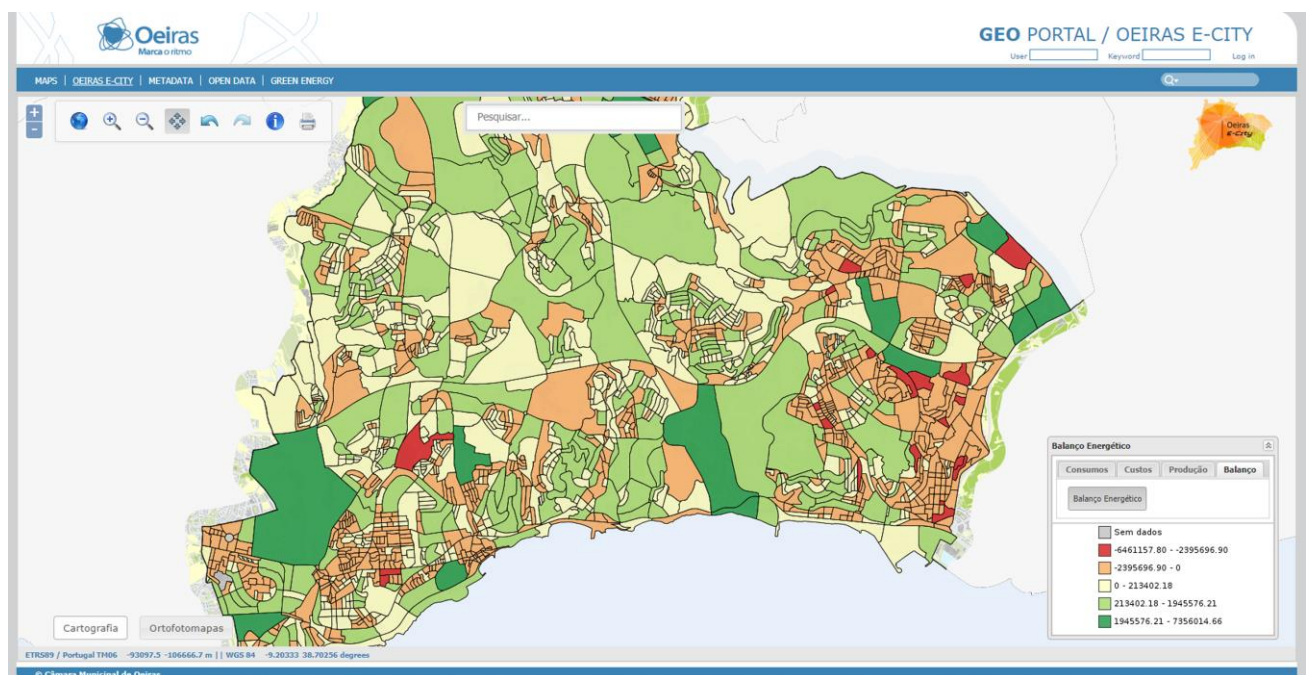 Oeiras
Marca o ritmo
GEO PORTAL / OEIRAS E-CITY
User Keyword Log in
MAPS | OEIRAS E-CITY | METADATA | OPEN DATA | GREEN ENERGY
Pesquisar...
Oeiras
E-City
Balanço Energético
Consumos Custos Produção Balanço
Balanço Energético
Sem dados
-6461157.80 - -2395696.90
-2395696.90 - 0
0 - 213402.18
213402.18 - 1945576.21
1945576.21 - 7356014.66
Cartografia Ortofotomapas
ETRS89 / Portugal TM06 -93097.5 -106666.7 m || WGS 84 -9.20333 38.70256 degrees
© Câmara Municipal de Oeiras